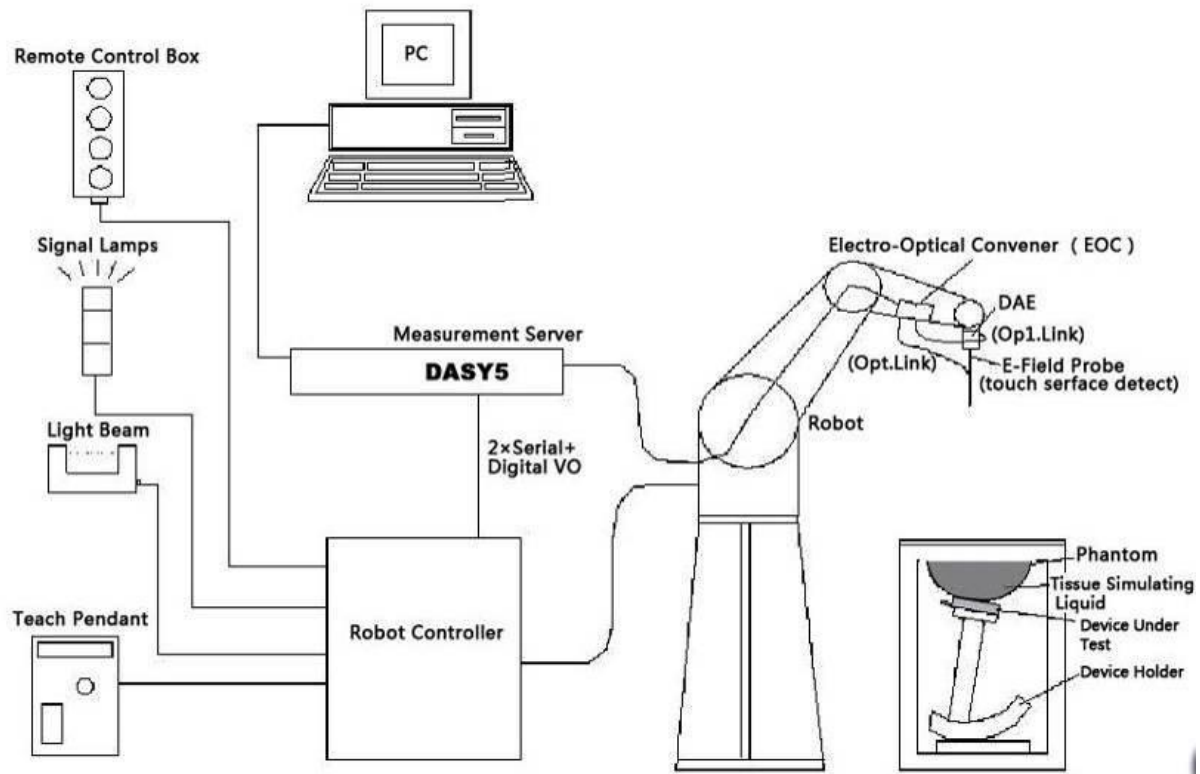 Remote Control Box
PC
Signal Lamps
Electro-Optical Convener （EOC）
DAE
Measurement Server
(Op1.Link)
DASY5
(Opt.Link)
E-Field Probe
(touch serface detect)
Light Beam
Robot
2×Serial+
Digital VO
Phantom
Tissue Simulating
Liquid
Teach Pendant
Robot Controller
Device Under
Test
Device Holder